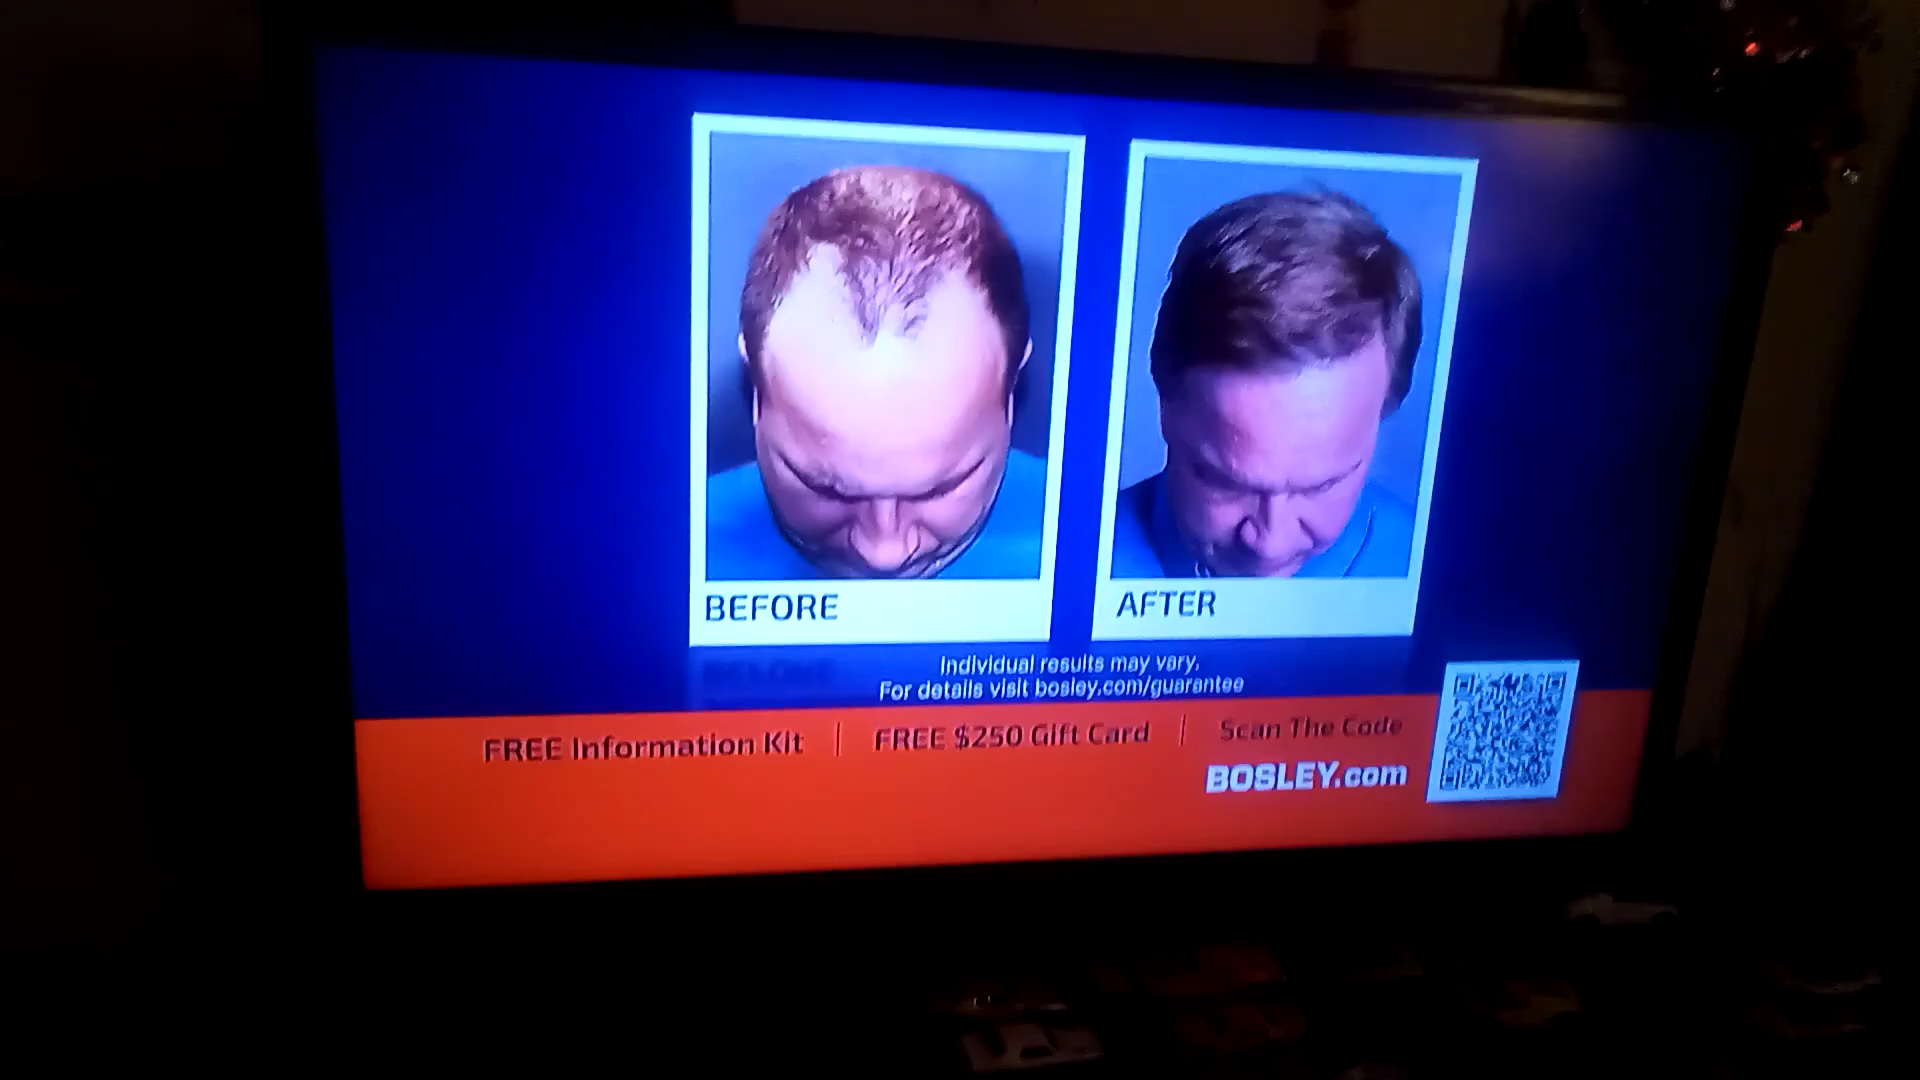 BEFORE
AFTER
Individual results may vary.
For details visit bosley.com/guarantee
FREE Information Kit | FREE $250 Gift Card | Scan The Code
BOSLEY.com